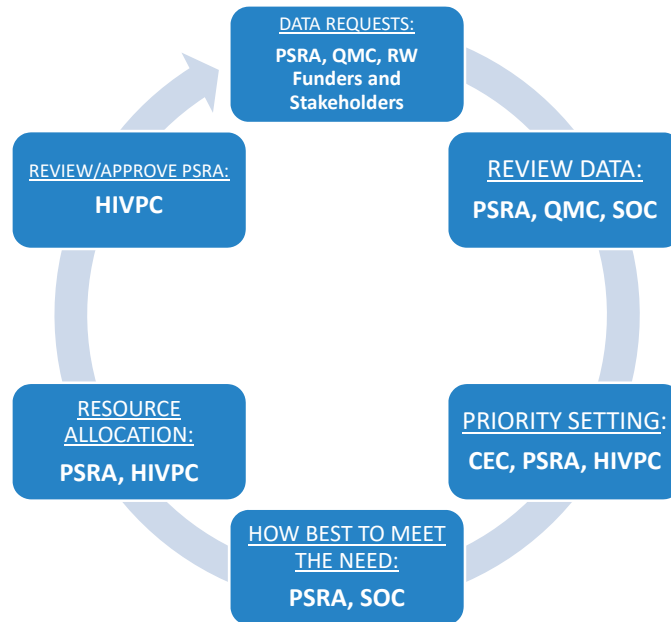 DATA REQUESTS:
PSRA, QMC, RW
Funders and
Stakeholders
REVIEW DATA:
PSRA, QMC, SOC
PRIORITY SETTING:
CEC, PSRA, HIVPC
HOW BEST TO MEET
THE NEED:
PSRA, SOC
RESOURCE
ALLOCATION:
PSRA, HIVPC
REVIEW/APPROVE PSRA:
HIVPC